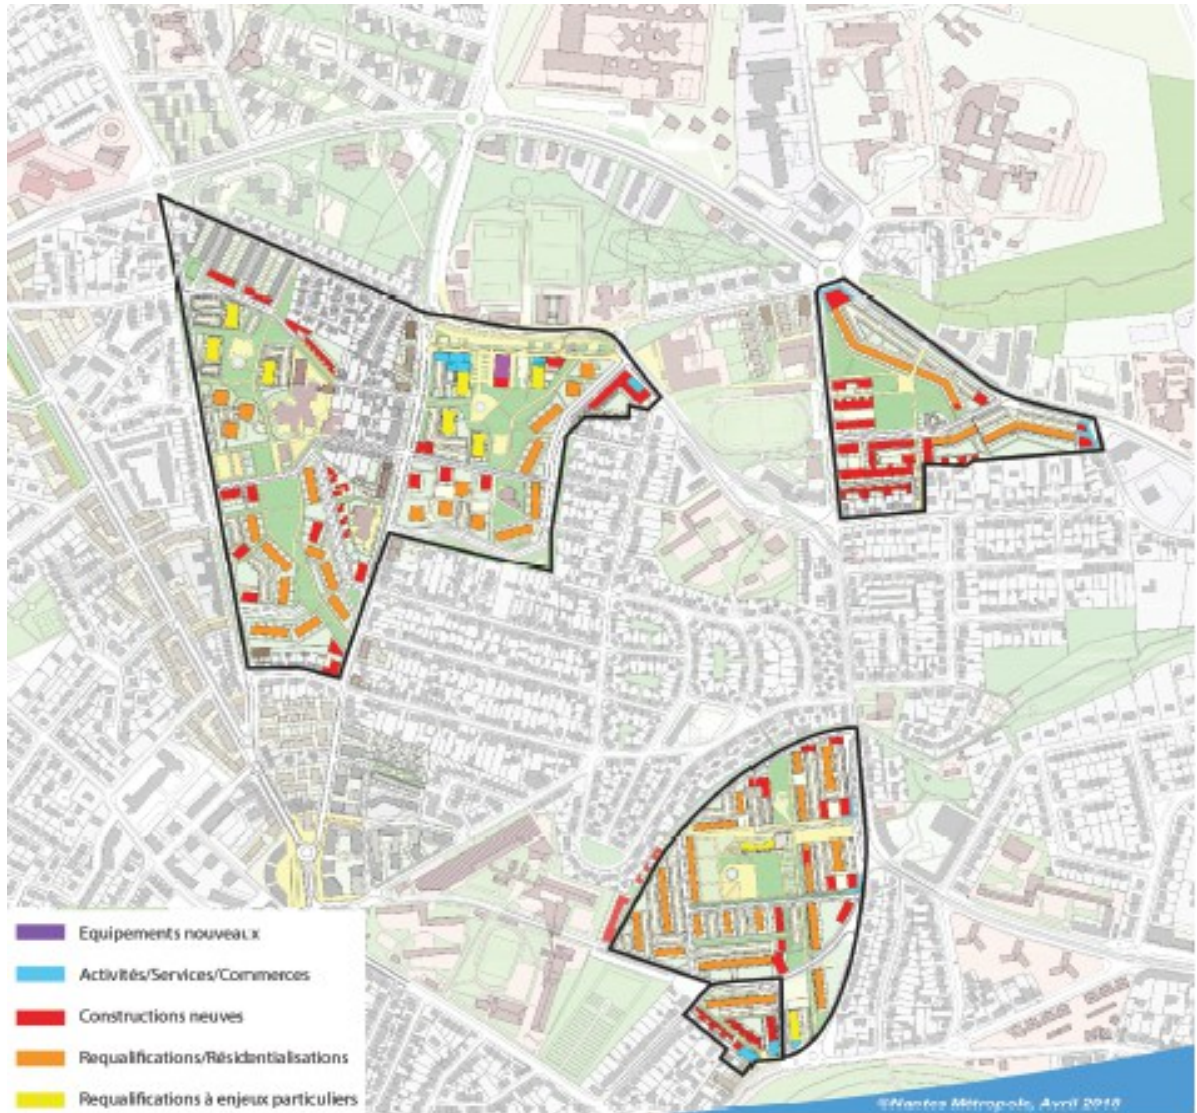 Equipements nouveaux
Activités/Services/Commerces
Constructions neuves
Requalifications/Résidentialisations
Requalifications à enjeux particuliers
©Nantes Métropole, Avril 2018